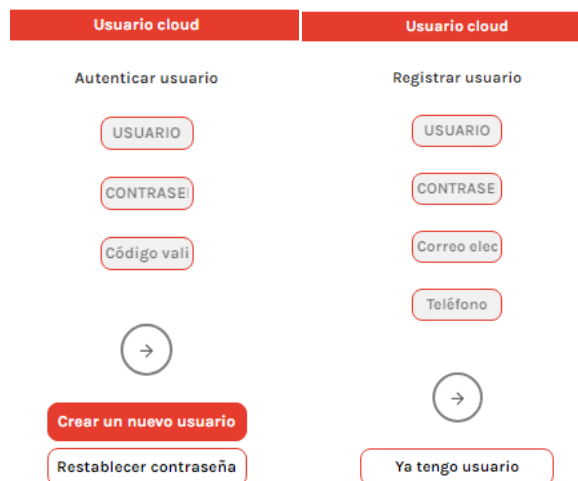 Usuario cloud
Autenticar usuario
USUARIO
CONTRASE
Código vali
Crear un nuevo usuario
Restablecer contraseña
Usuario cloud
Registrar usuario
USUARIO
CONTRASE
Correo elec
Teléfono
Ya tengo usuario